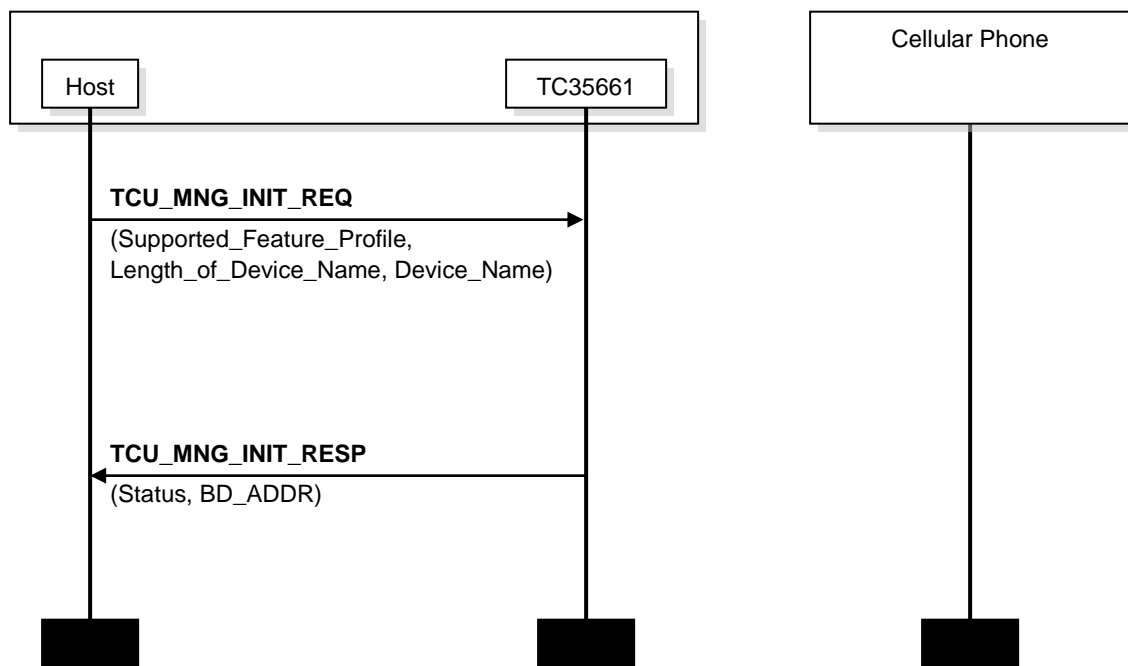 Cellular Phone
Host
TC35661
TCU_MNG_INIT_REQ
(Supported_Feature_Profile,
Length_of_Device_Name, Device_Name)
TCU_MNG_INIT_RESP
(Status, BD_ADDR)